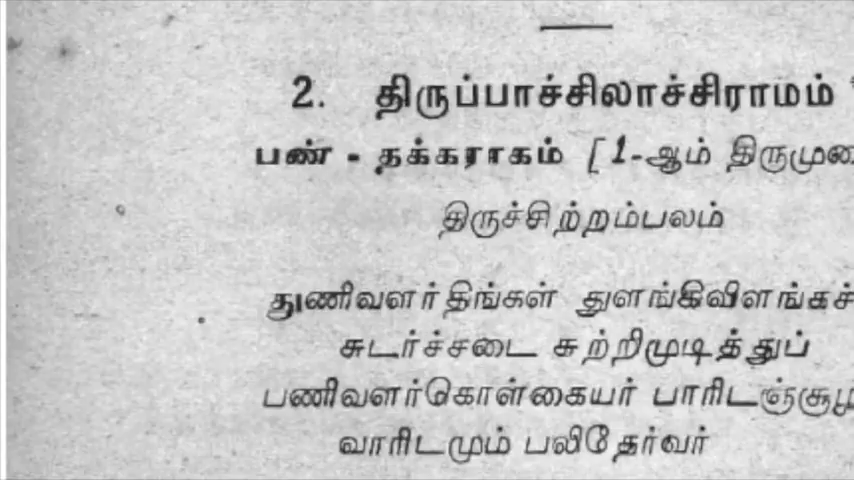 2. திருப்பாச்சிலாச்சிராமம்
பண் - தக்கராகம் [1-ஆம்
திருச்சிற்றம்பலம்
துணிவளர்திங்கள் துளங்கிவிளங்கச்
சுடர்ச்சடை சுற்றிமுடித்துப்
பணிவளர்கொள்கையர்
வாரிடமும் பலிதேர்வர்